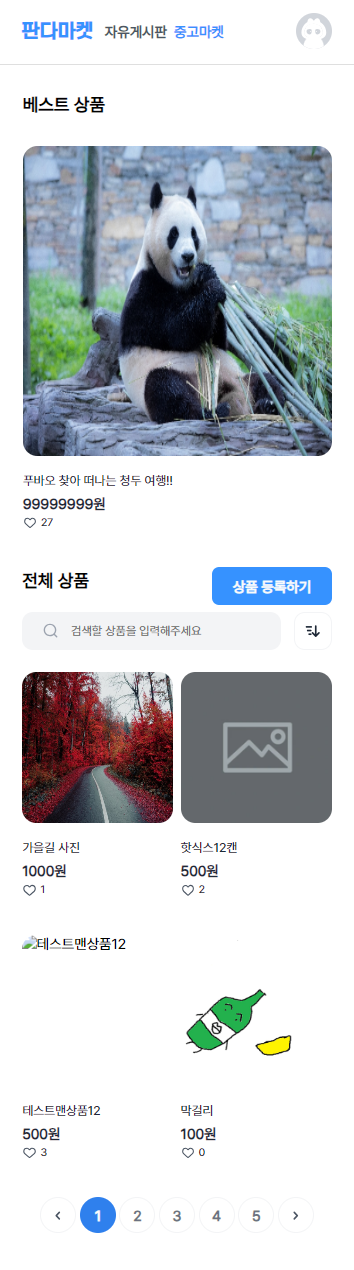 판다마켓 자유게시판 중고마켓
베스트 상품
푸바오 찾아 떠나는 청두 여행!!
99999999원
27
전체 상품
상품 등록하기
검색할 상품을 입력해주세요
가을길 사진
1000원
1
핫식스12캔
500원
2
테스트맨상품12
테스트맨상품12
500원
3
막걸리
100원
0
1 2 3 4 5